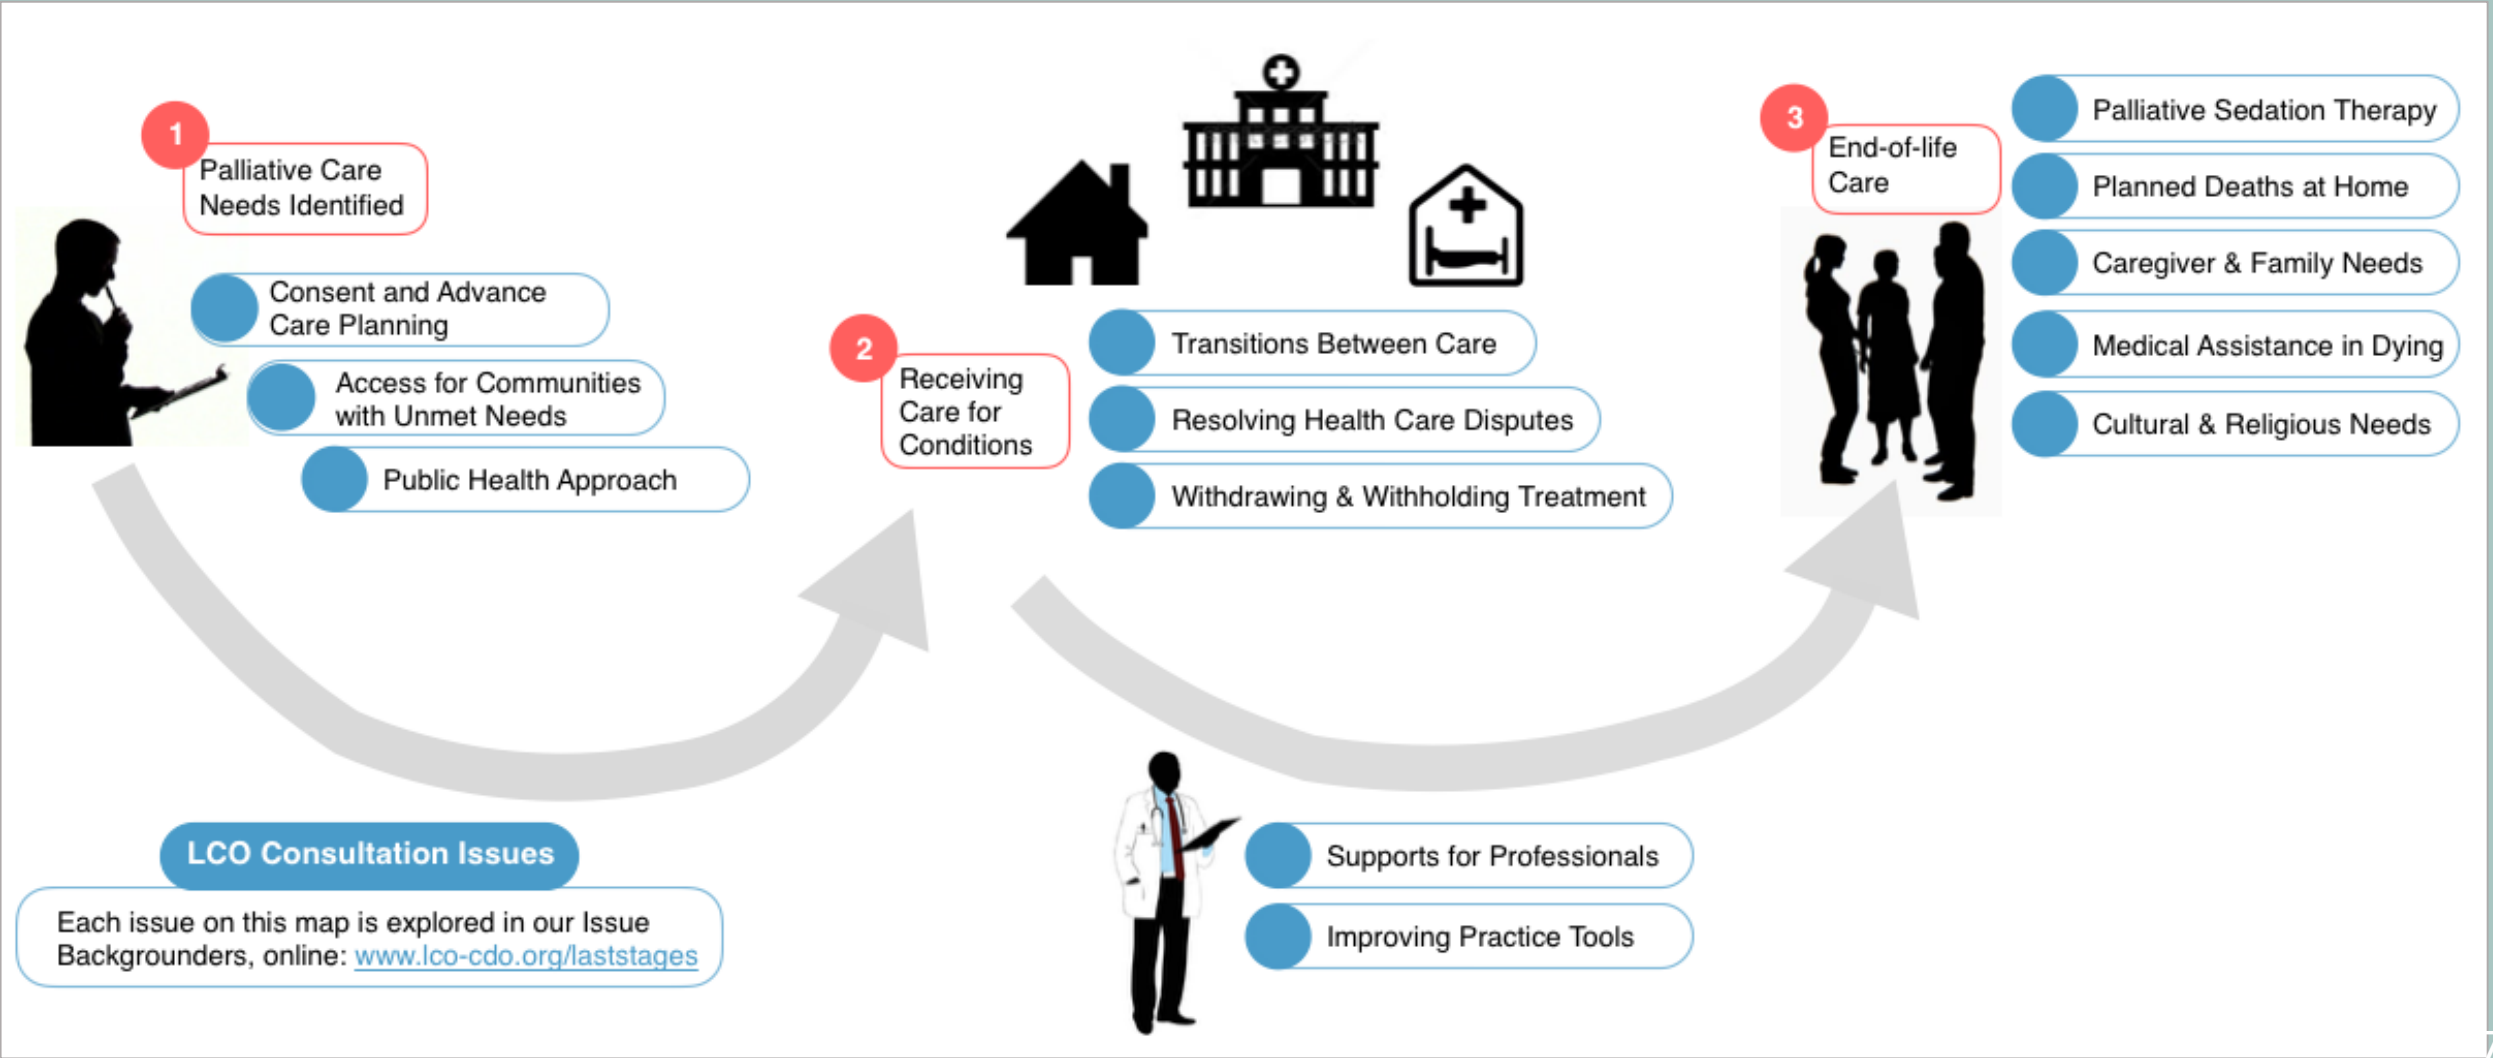 1
Palliative Care
Needs Identified
Consent and Advance
Care Planning
Access for Communities
with Unmet Needs
Public Health Approach
2
Receiving
Care for
Conditions
Transitions Between Care
Resolving Health Care Disputes
Withdrawing & Withholding Treatment
3
End-of-life
Care
Palliative Sedation Therapy
Planned Deaths at Home
Caregiver & Family Needs
Medical Assistance in Dying
Cultural & Religious Needs
Supports for Professionals
Improving Practice Tools
LCO Consultation Issues
Each issue on this map is explored in our Issue
Backgrounders, online: www.lco-cdo.org/laststages